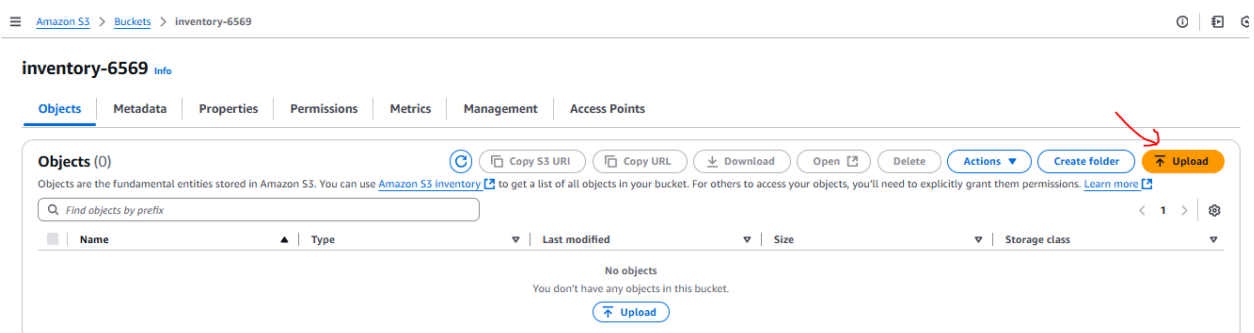 Amazon S3 > Buckets > inventory-6569
inventory-6569 Info
Objects Metadata Properties Permissions Metrics Management Access Points
Objects (0) Copy S3 URI Copy URL Download Open Delete Actions Create folder Upload
Objects are the fundamental entities stored in Amazon S3. You can use Amazon S3 inventory to get a list of all objects in your bucket. For others to access your objects, you'll need to explicitly grant them permissions. Learn more
Find objects by prefix < 1 >
Name Type Last modified Size Storage class
No objects
You don't have any objects in this bucket.
Upload